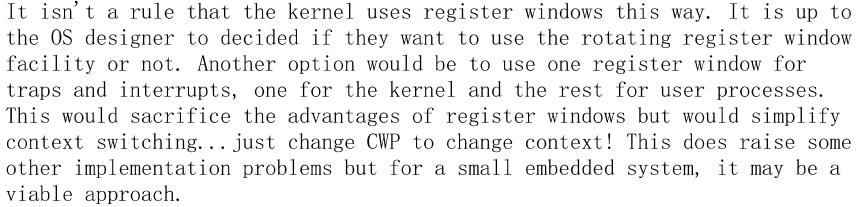 It isn't a rule that the kernel uses register windows this way. It is up to
the OS designer to decided if they want to use the rotating register window
facility or not. Another option would be to use one register window for
traps and interrupts, one for the kernel and the rest for user processes.
This would sacrifice the advantages of register windows but would simplify
context switching...just change CWP to change context! This does raise some
other implementation problems but for a small embedded system, it may be a
viable approach.